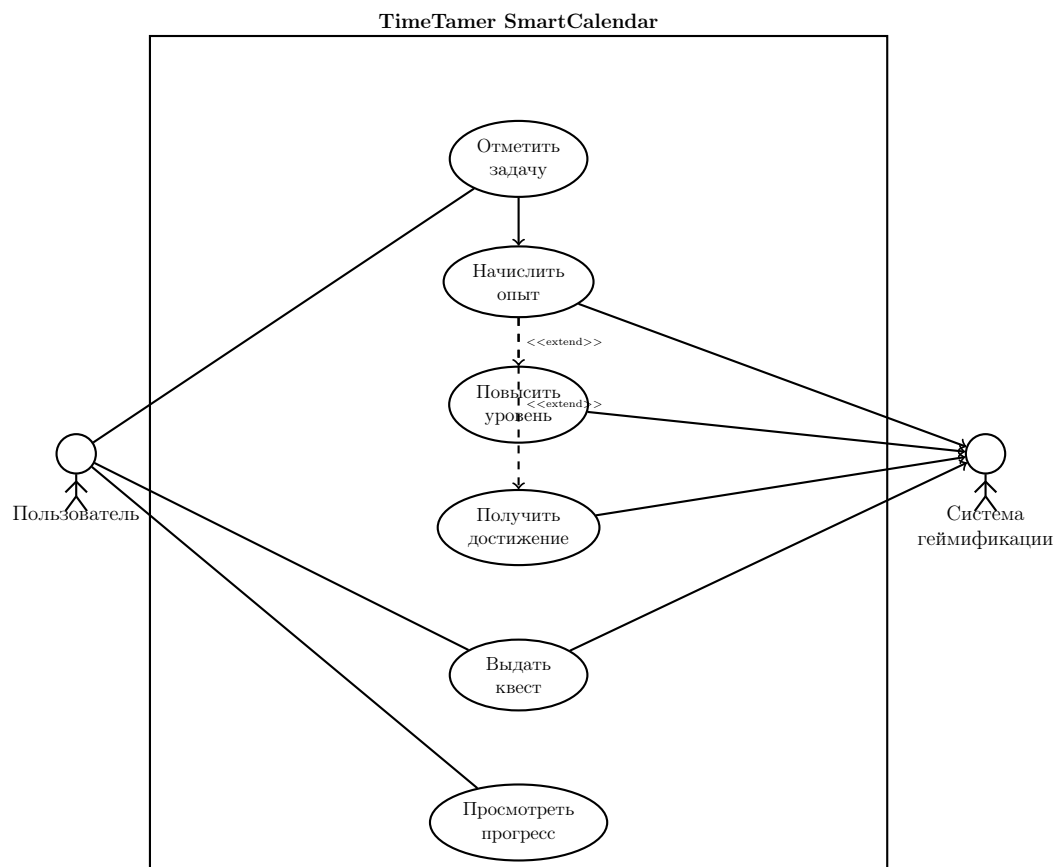 TimeTamer SmartCalendar
Отметить
задачу
Начислить
опыт
<<extend>>
Повысить
уровень
<<extend>>
Пользователь
Получить
достижение
Система
геймификации
Выдать
квест
Просмотреть
прогресс